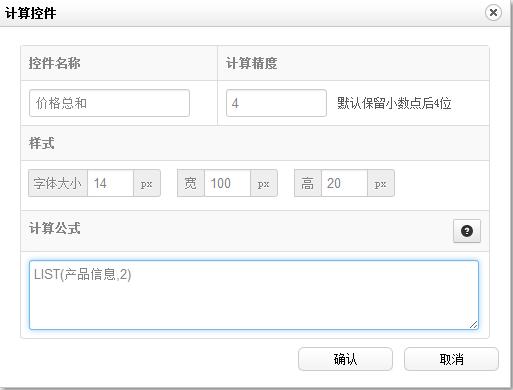 计算控件
控件名称 计算精度
价格总和 4 默认保留小数点后4位
样式
字体大小 14 px 宽 100 px 高 20 px
计算公式
LIST(产品信息,2)
确认 取消